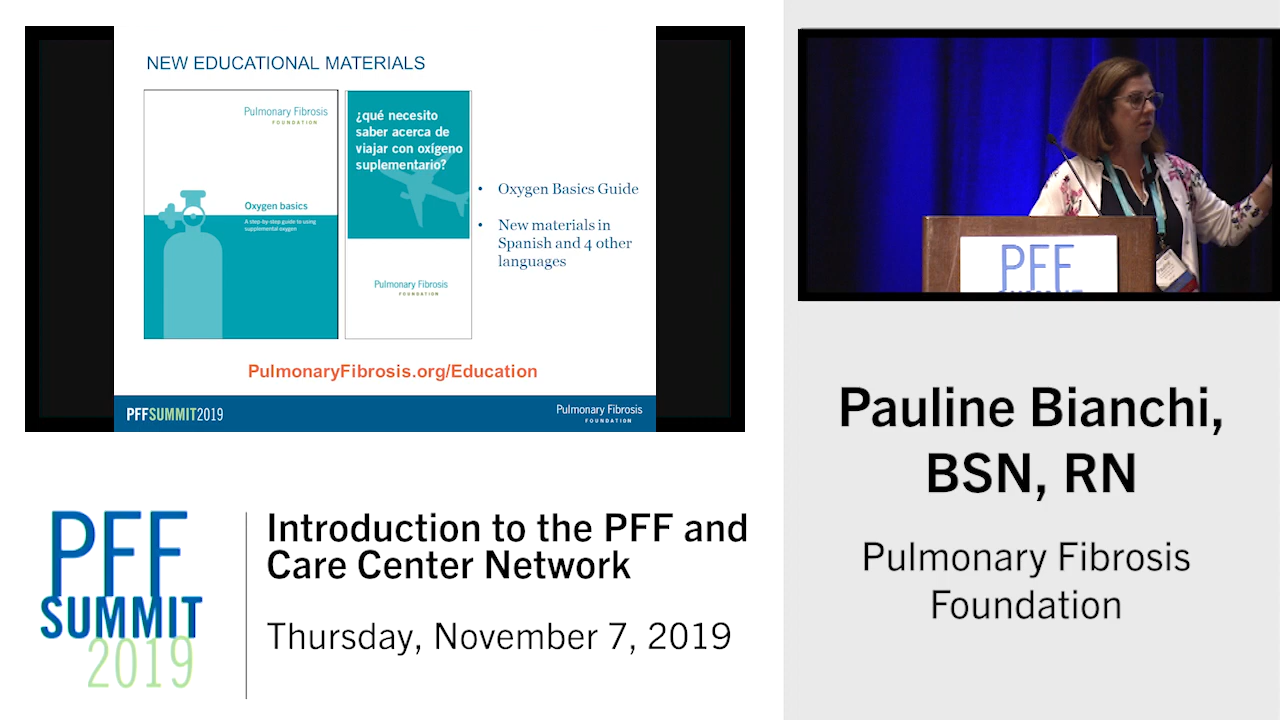 NEW EDUCATIONAL MATERIALS
Pulmonary Fibrosis
FOUNDATION
Oxygen basics
A step-by-step guide to using
supplemental oxygen
¿qué necesito
saber acerca de
viajar con oxígeno
suplementario?
Pulmonary Fibrosis
FOUNDATION
• Oxygen Basics Guide
• New materials in
Spanish and 4 other
languages
PulmonaryFibrosis.org/Education
PFFSUMMIT2019
Pulmonary Fibrosis
FOUNDATION
PFF
PFF
SUMMIT
2019
Introduction to the PFF and
Care Center Network
Thursday, November 7, 2019
Pauline Bianchi,
BSN, RN
Pulmonary Fibrosis
Foundation